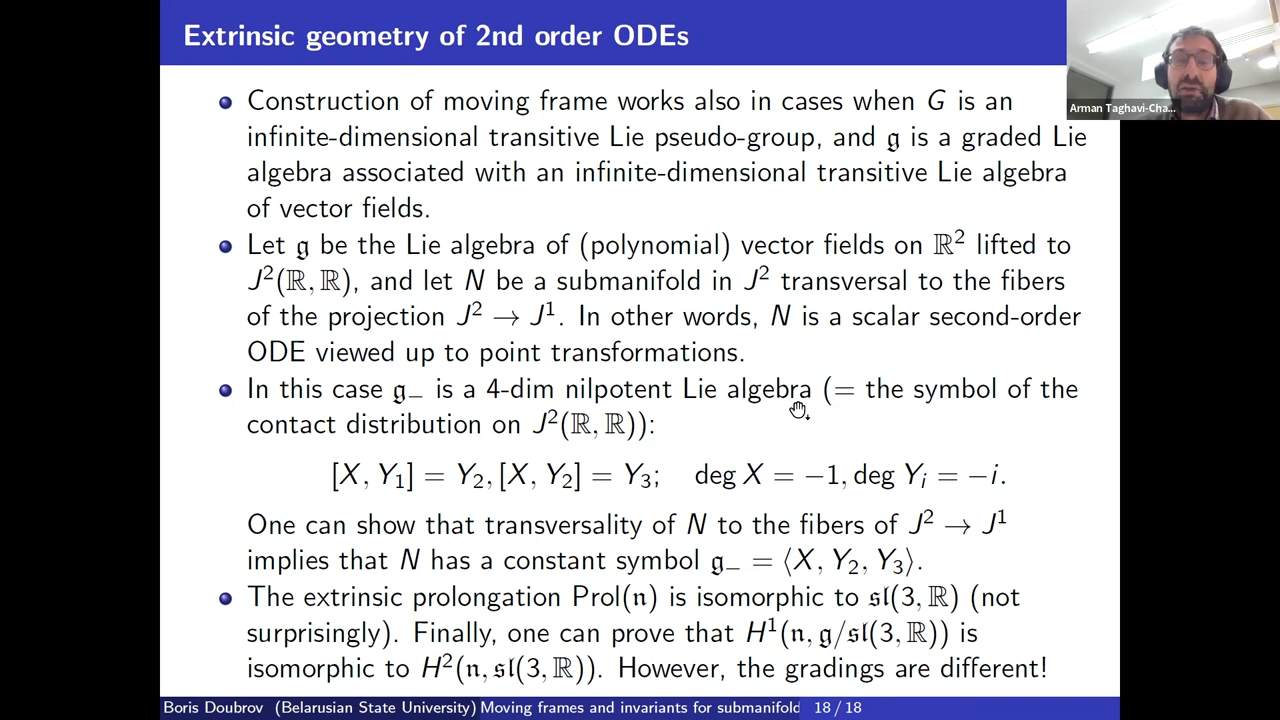 Extrinsic geometry of 2nd order ODEs
Arman Taghavi-Cha...
Construction of moving frame works also in cases when G is an
infinite-dimensional transitive Lie pseudo-group, and 𝔤 is a graded Lie
algebra associated with an infinite-dimensional transitive Lie algebra
of vector fields.
Let 𝔤 be the Lie algebra of (polynomial) vector fields on ℝ² lifted to
J²(ℝ, ℝ), and let N be a submanifold in J² transversal to the fibers
of the projection J² → J¹. In other words, N is a scalar second-order
ODE viewed up to point transformations.
In this case 𝔤₋ is a 4-dim nilpotent Lie algebra (= the symbol of the
contact distribution on J²(ℝ, ℝ)):
[X, Y₁] = Y₂, [X, Y₂] = Y₃; deg X = −1, deg Yᵢ = −i.
One can show that transversality of N to the fibers of J² → J¹
implies that N has a constant symbol 𝔤₋ = ⟨X, Y₂, Y₃⟩.
The extrinsic prolongation Prol(𝔫) is isomorphic to 𝔰𝔩(3, ℝ) (not
surprisingly). Finally, one can prove that H¹(𝔫, 𝔤/𝔰𝔩(3, ℝ)) is
isomorphic to H²(𝔫, 𝔰𝔩(3, ℝ)). However, the gradings are different!
Boris Doubrov (Belarusian State University) Moving frames and invariants for submanifold 18 / 18